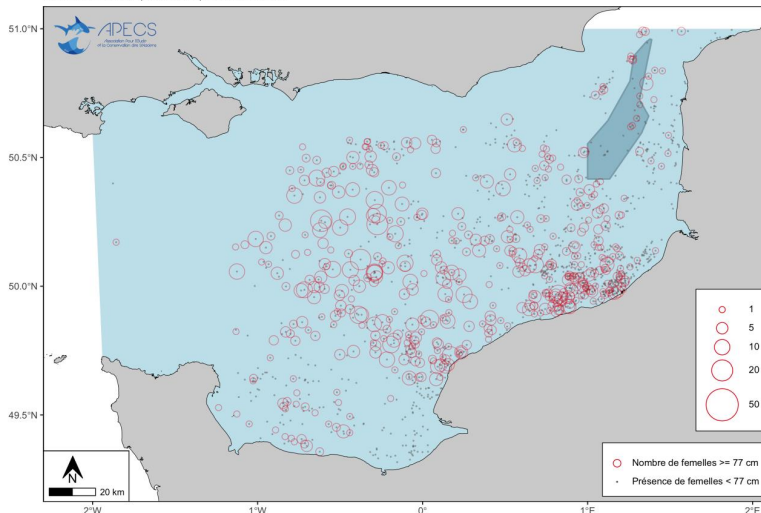 51.0°N
APECS
Association Pour l'Étude
et la Conservation des Sélaciens
50.5°N
50.0°N
1
5
10
20
50
49.5°N
N
20 km
Nombre de femelles >= 77 cm
Présence de femelles < 77 cm
2°W
1°W
0°
1°E
2°E